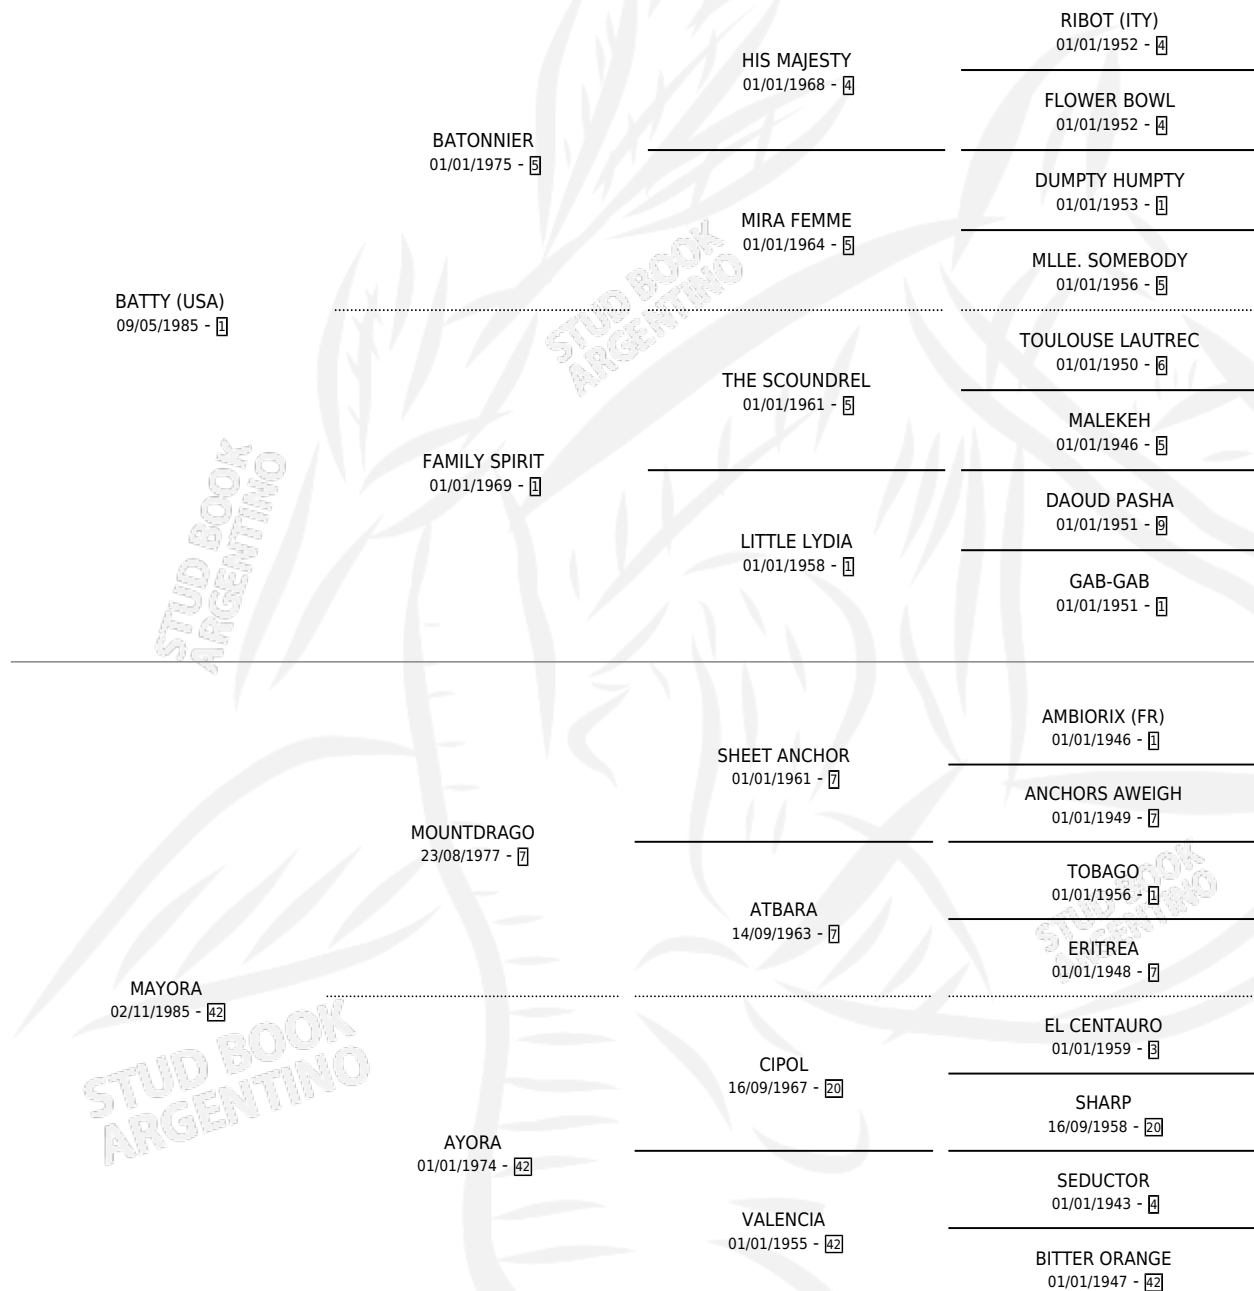 BATTY (USA)
09/05/1985 - 1
BATONNIER
01/01/1975 - 5
HIS MAJESTY
01/01/1968 - 4
RIBOT (ITY)
01/01/1952 - 4
FLOWER BOWL
01/01/1952 - 4
MIRA FEMME
01/01/1964 - 5
DUMPTY HUMPTY
01/01/1953 - 1
MLLE. SOMEBODY
01/01/1956 - 5
FAMILY SPIRIT
01/01/1969 - 1
THE SCOUNDREL
01/01/1961 - 5
TOULOUSE LAUTREC
01/01/1950 - 6
MALEKEH
01/01/1946 - 5
LITTLE LYDIA
01/01/1958 - 1
DAOUD PASHA
01/01/1951 - 9
GAB-GAB
01/01/1951 - 1
MAYORA
02/11/1985 - 42
MOUNTDRAGO
23/08/1977 - 7
SHEET ANCHOR
01/01/1961 - 7
AMBIORIX (FR)
01/01/1946 - 1
ANCHORS AWEIGH
01/01/1949 - 7
ATBARA
14/09/1963 - 7
TOBAGO
01/01/1956 - 1
ERITREA
01/01/1948 - 7
AYORA
01/01/1974 - 42
CIPOL
16/09/1967 - 20
EL CENTAURO
01/01/1959 - 3
SHARP
16/09/1958 - 20
VALENCIA
01/01/1955 - 42
SEDUCTOR
01/01/1943 - 4
BITTER ORANGE
01/01/1947 - 42
STUD BOOK
ARGENTINO
STUD BOOK
ARGENTINO
STUD BOOK
ARGENTINO
STUD BOOK
ARGENTINO